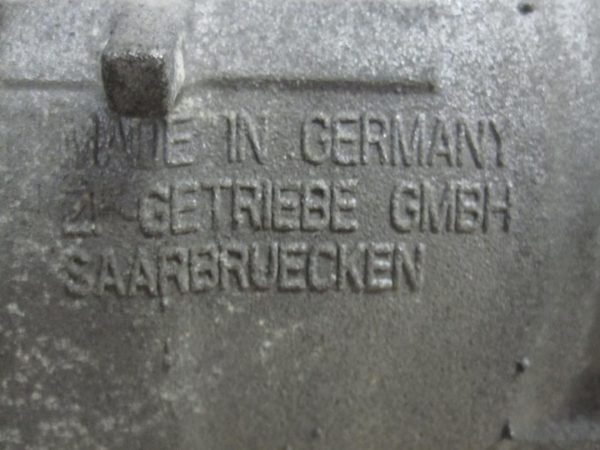 MADE IN GERMANY
ZF GETRIEBE GMBH
SAARBRUECKEN